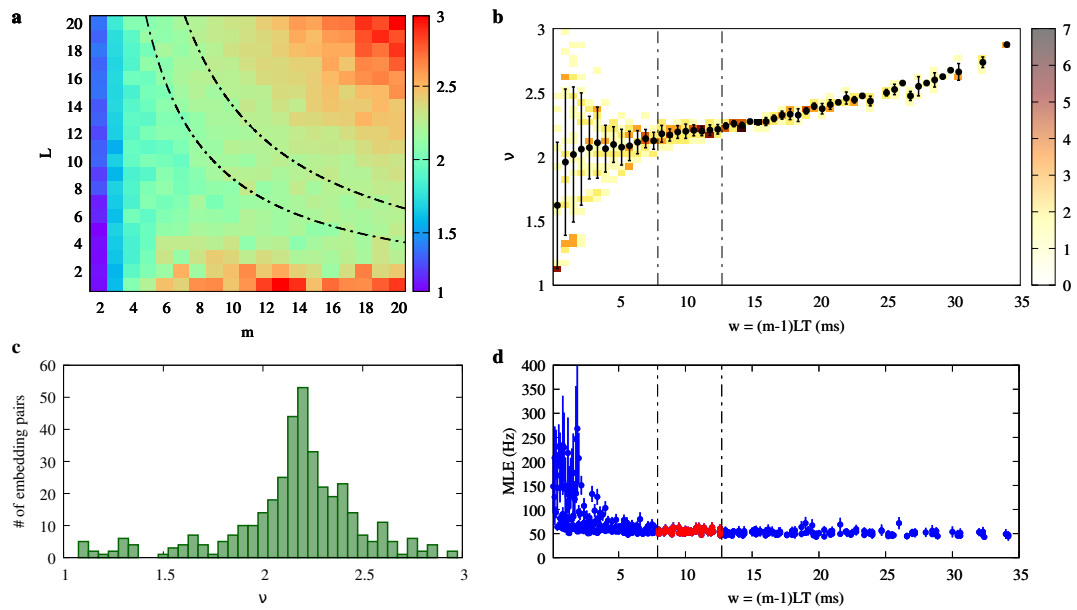 a
20
18
16
14
12
10
8
6
4
2
L
2 4 6 8 10 12 14 16 18 20
m
3
2.5
2
1.5
1
b
3
2.5
2
1.5
1
ν
5 10 15 20 25 30 35
w = (m-1)LT (ms)
7
6
5
4
3
2
1
0
c
60
50
40
30
20
10
0
# of embedding pairs
1 1.5 2 2.5 3
ν
d
400
350
300
250
200
150
100
50
0
MLE (Hz)
5 10 15 20 25 30 35
w = (m-1)LT (ms)